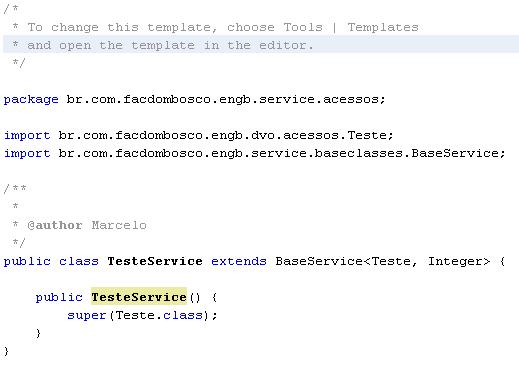 /*
 * To change this template, choose Tools | Templates
 * and open the template in the editor.
 */

package br.com.facdombosco.engb.service.acessos;

import br.com.facdombosco.engb.dvo.acessos.Teste;
import br.com.facdombosco.engb.service.baseclasses.BaseService;

/**
 *
 * @author Marcelo
 */
public class TesteService extends BaseService<Teste, Integer> {

    public TesteService() {
        super(Teste.class);
    }
}